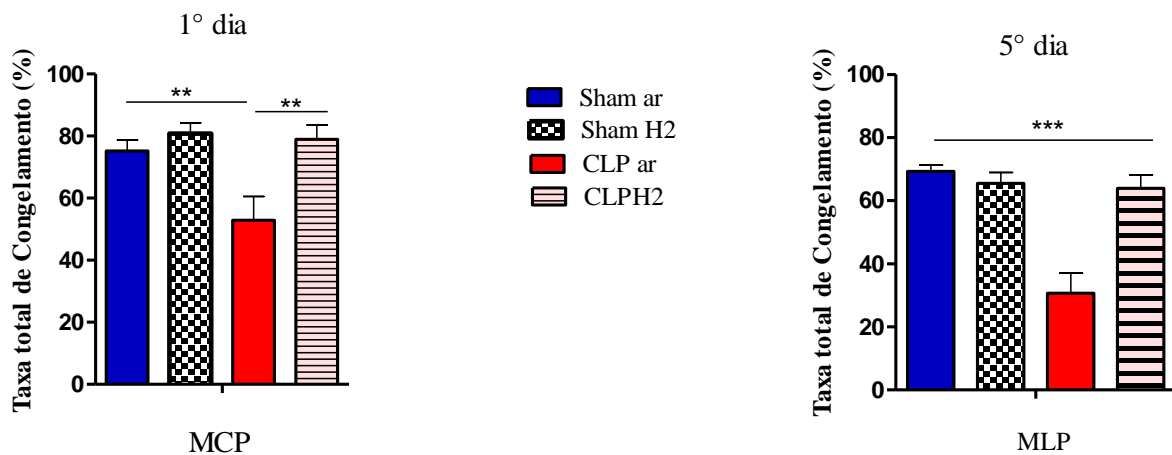 1° dia
Taxa Total de Congelamento (%)
100
80
60
40
20
0
**
**
MCP
Sham ar
Sham H2
CLP ar
CLPH2
5° dia
Taxa total de Congelamento (%)
100
80
60
40
20
0
***
MLP